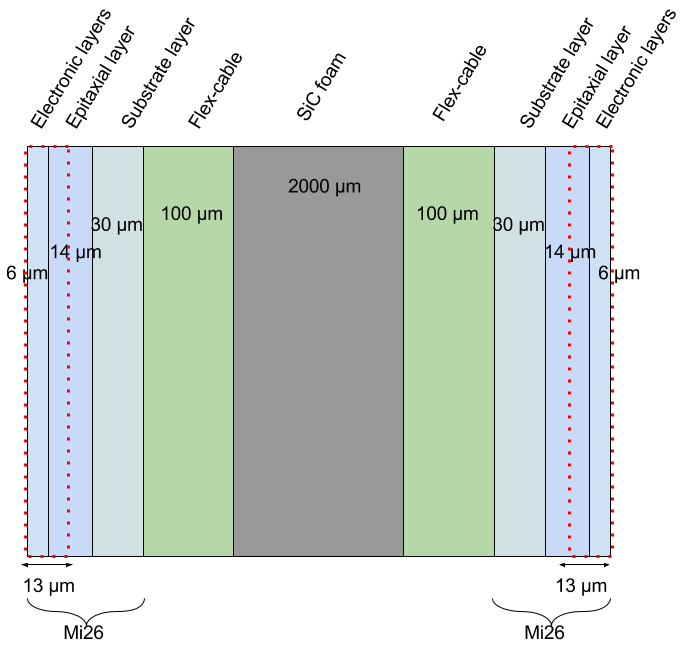 Electronic layers
Epitaxial layer
Substrate layer
Flex-cable
SiC foam
Flex-cable
Substrate layer
Epitaxial layer
Electronic layers
2000 µm
100 µm
100 µm
30 µm
30 µm
14 µm
14 µm
6 µm
6 µm
13 µm
13 µm
Mi26
Mi26